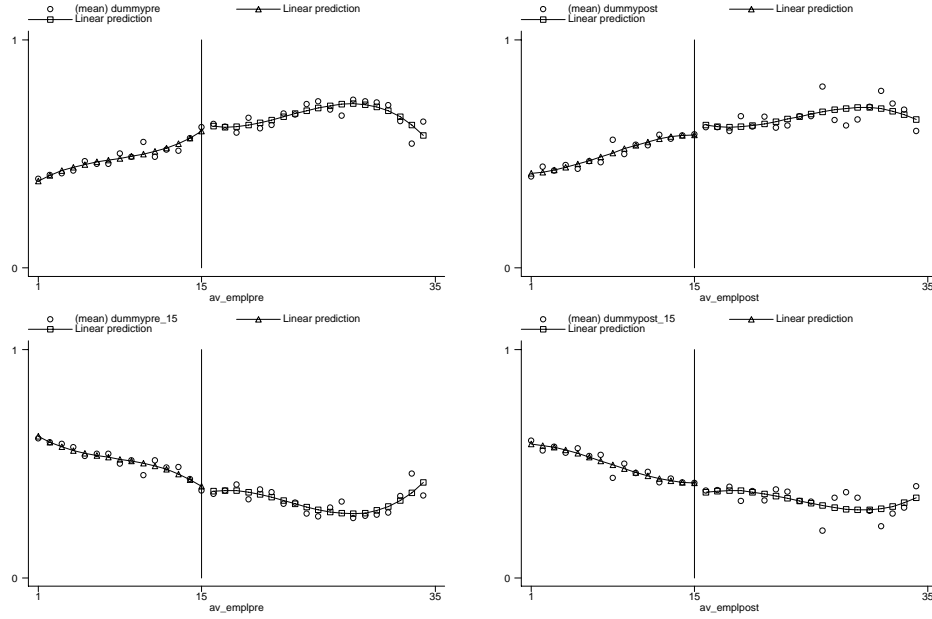 (mean) dummypre Linear prediction
Linear prediction
1
0
1 15 35
av_emplpre
(mean) dummypost Linear prediction
Linear prediction
1
0
1 15 35
av_emplpost
(mean) dummypre_15 Linear prediction
Linear prediction
1
0
1 15 35
av_emplpre
(mean) dummypost_15 Linear prediction
Linear prediction
1
0
1 15 35
av_emplpost